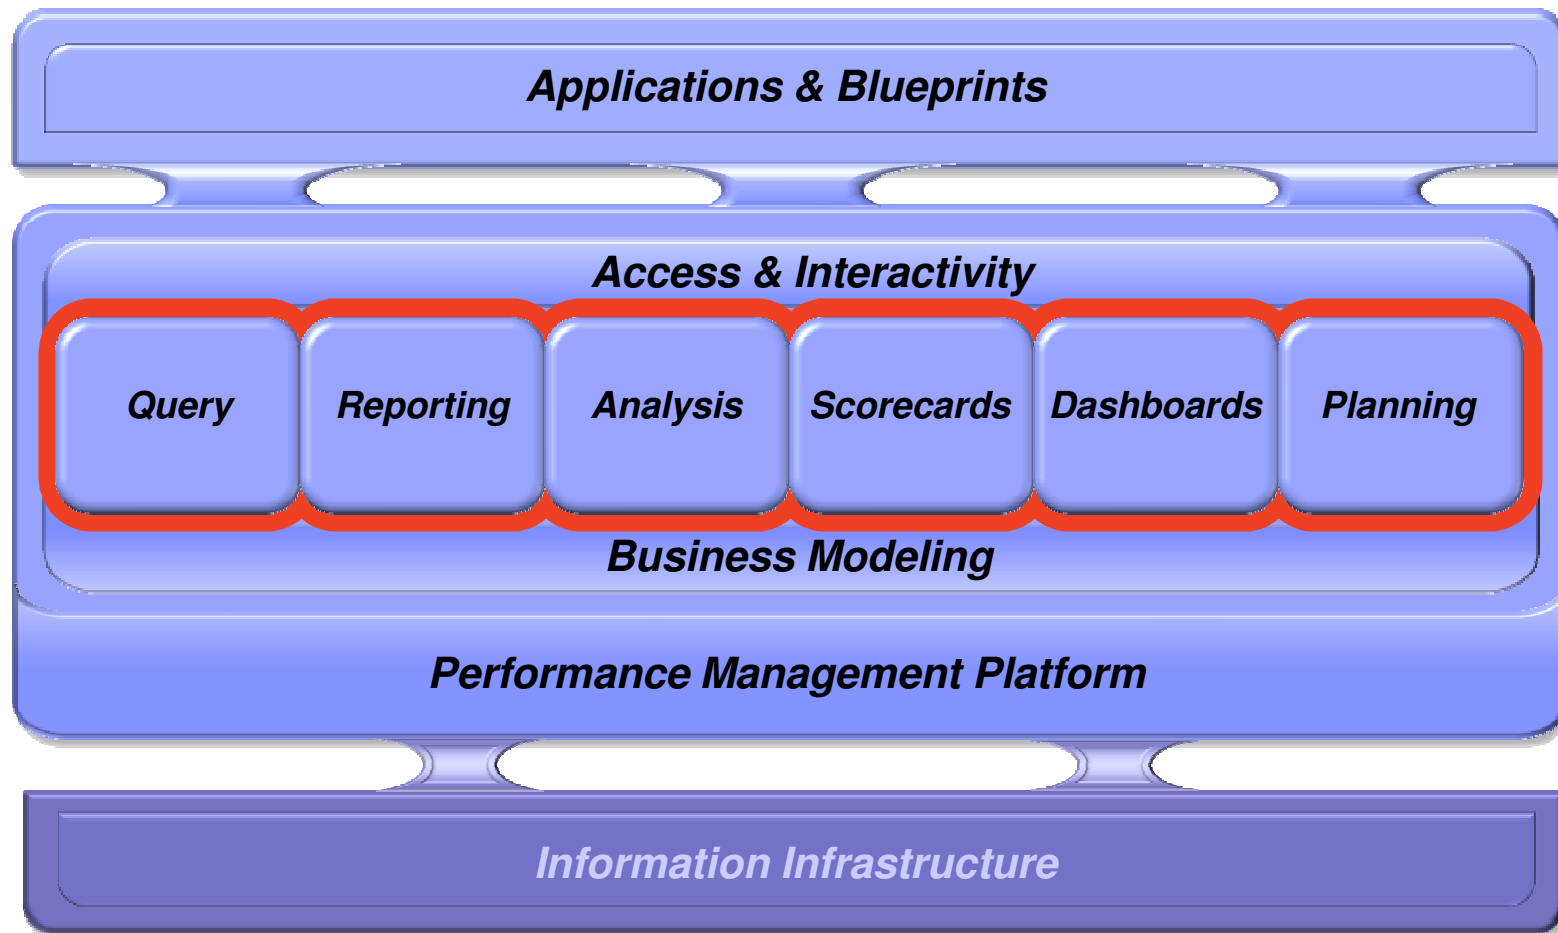 Applications & Blueprints
Access & Interactivity
Query Reporting Analysis Scorecards Dashboards Planning
Business Modeling
Performance Management Platform
Information Infrastructure